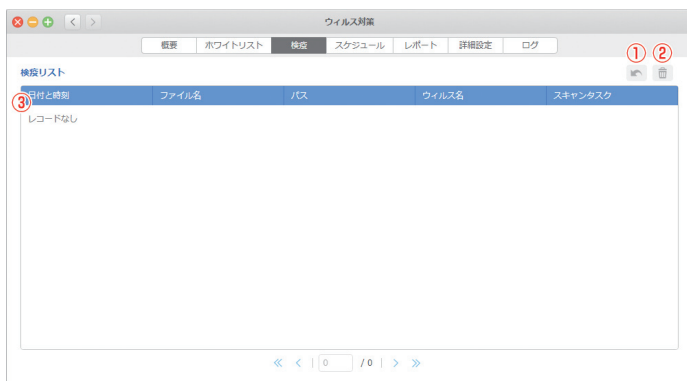 ウィルス対策
概要 ホワイトリスト 検疫 スケジュール レポート 詳細設定 ログ
① ②
検疫リスト
③
日付と時刻 ファイル名 パス ウィルス名 スキャンタスク
レコードなし
0 / 0